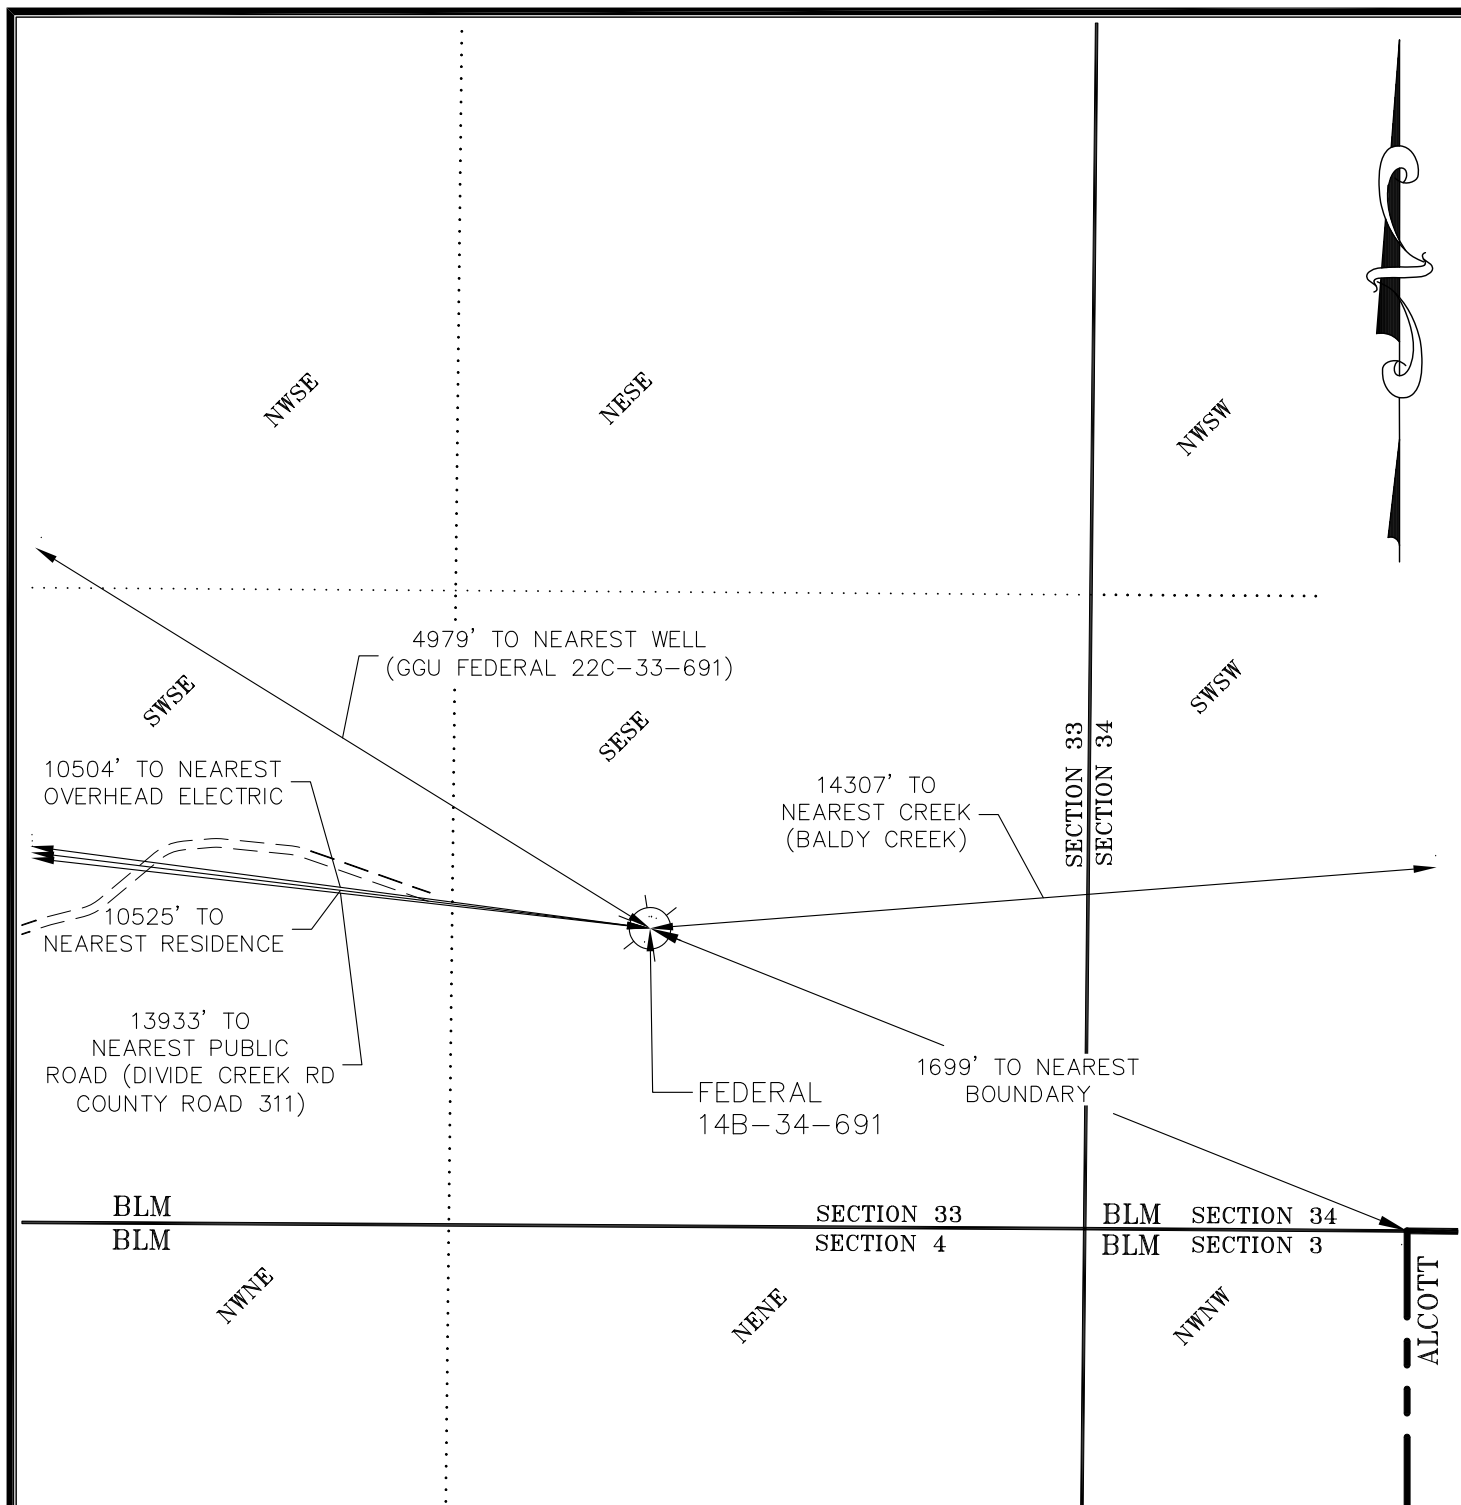 NWSE
NESE
NWSW
4979' TO NEAREST WELL
(GGU FEDERAL 22C-33-691)
SWSE
SESE
SWSW
10504' TO NEAREST
OVERHEAD ELECTRIC
14307' TO
NEAREST CREEK
(BALDY CREEK)
SECTION 33
SECTION 34
10525' TO
NEAREST RESIDENCE
13933' TO
NEAREST PUBLIC
ROAD (DIVIDE CREEK RD
COUNTY ROAD 311)
1699' TO NEAREST
BOUNDARY
FEDERAL
14B-34-691
BLM
BLM
SECTION 33
SECTION 4
BLM SECTION 34
BLM SECTION 3
NWNE
NENE
NWNW
ALCOTT